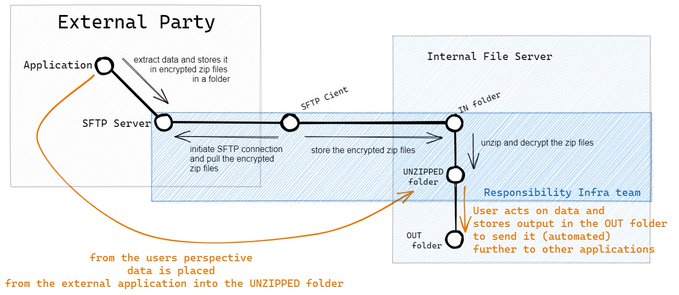 External Party
Application
extract data and stores it
in encrypted zip files
in a folder
Internal File Server
SFTP Cient
IN folder
SFTP Server
initiate SFTP connection
and pull the encrypted
zip files
store the encrypted zip files
unzip and decrypt the zip files
UNZIPPED
folder
Responsibility Infra team
User acts on data and
stores output in the OUT folder
to send it (automated)
further to other applications
OUT
folder
from the users perspective
data is placed
from the external application into the UNZIPPED folder